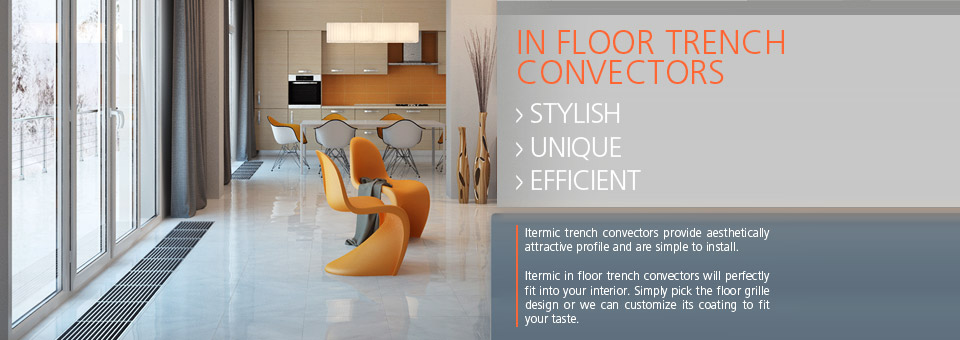 IN FLOOR TRENCH
CONVECTORS
> STYLISH
> UNIQUE
> EFFICIENT
Itermic trench convectors provide aesthetically
attractive profile and are simple to install.
Itermic in floor trench convectors will perfectly
fit into your interior. Simply pick the floor grille
design or we can customize its coating to fit
your taste.